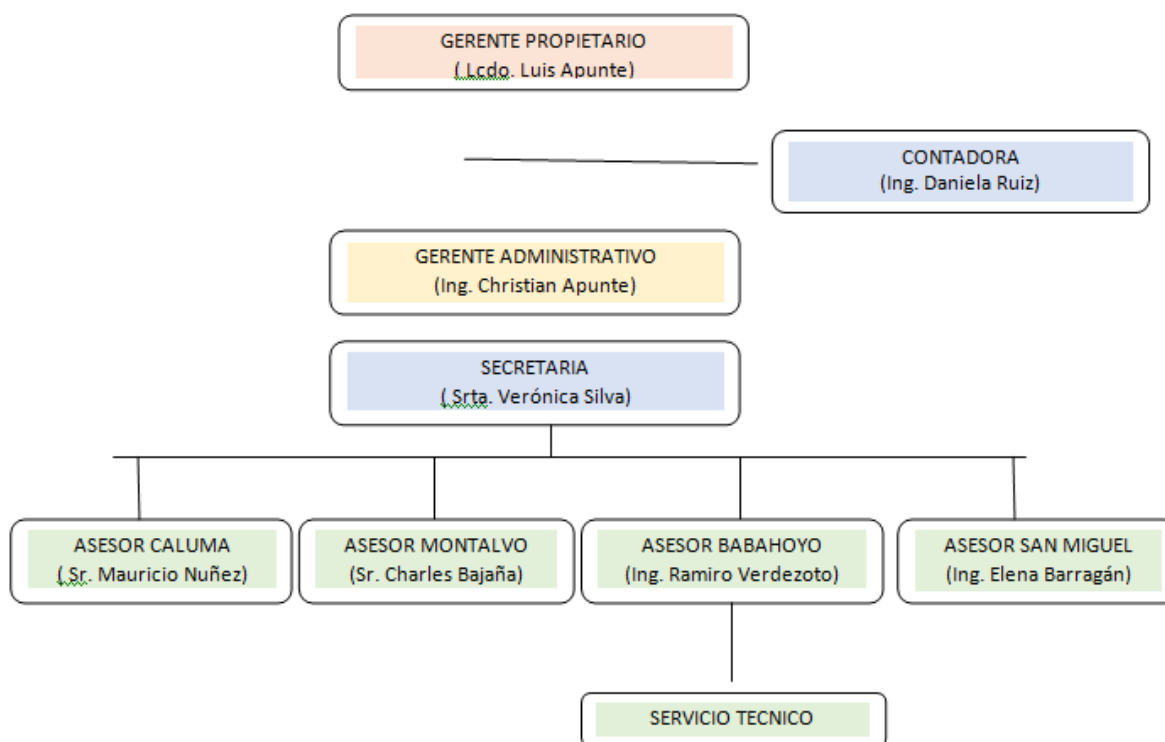 GERENTE PROPIETARIO
( Lcdo. Luis Apunte)
CONTADORA
(Ing. Daniela Ruiz)
GERENTE ADMINISTRATIVO
(Ing. Christian Apunte)
SECRETARIA
( Srta. Verónica Silva)
ASESOR CALUMA
( Sr. Mauricio Nuñez)
ASESOR MONTALVO
(Sr. Charles Bajaña)
ASESOR BABAHOYO
(Ing. Ramiro Verdezoto)
ASESOR SAN MIGUEL
(Ing. Elena Barragán)
SERVICIO TECNICO